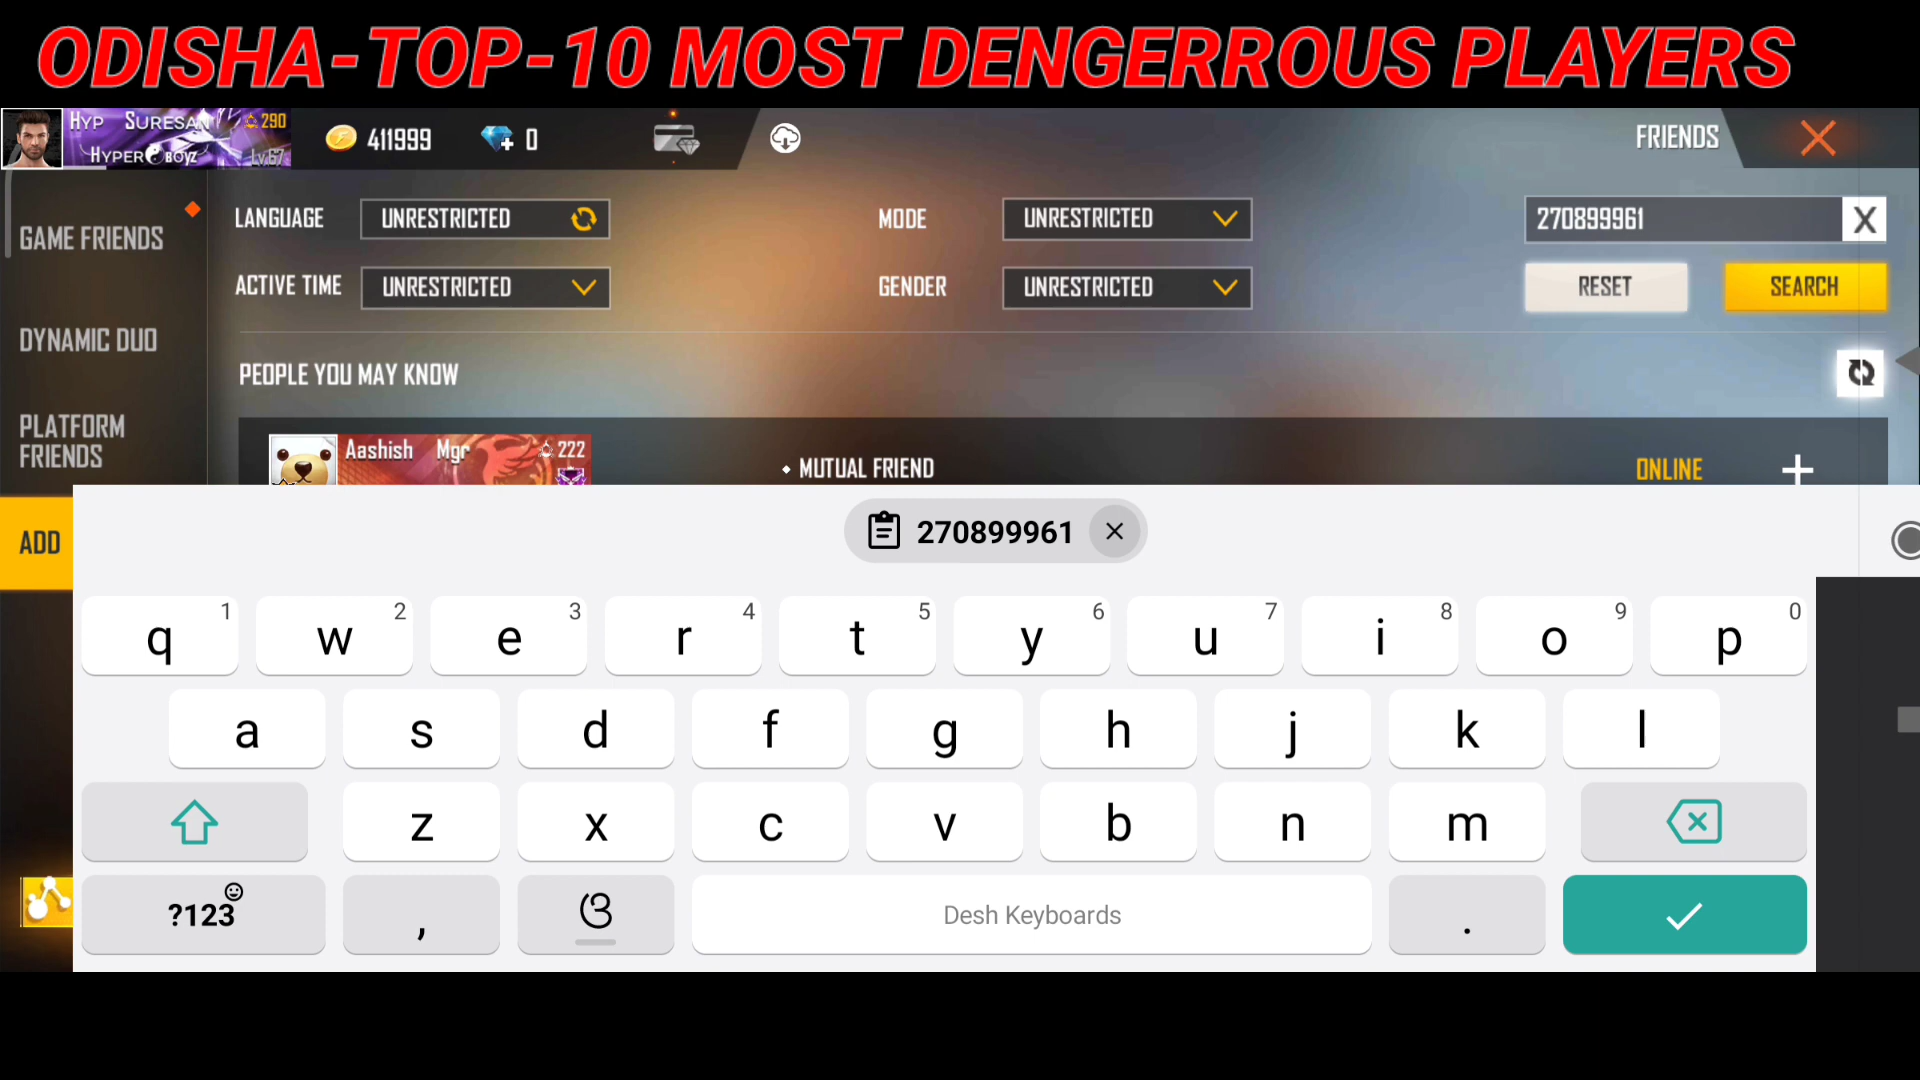 ODISHA-TOP-10 MOST DENGERROUS PLAYERS
HYP SURESAN 290
HYPER BOYZ Lv.67
411999
0
FRIENDS
GAME FRIENDS
DYNAMIC DUO
PLATFORM
FRIENDS
ADD
LANGUAGE UNRESTRICTED
MODE UNRESTRICTED
270899961 X
ACTIVE TIME UNRESTRICTED
GENDER UNRESTRICTED
RESET SEARCH
PEOPLE YOU MAY KNOW
Aashish Mgr 222
MUTUAL FRIEND
ONLINE +
270899961 ×
q 1 w 2 e 3 r 4 t 5 y 6 u 7 i 8 o 9 p 0
a s d f g h j k l
z x c v b n m
?123 , ଓ Desh Keyboards .